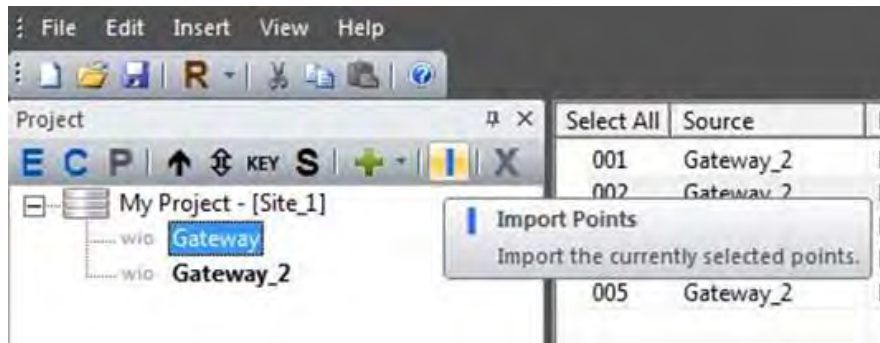 File Edit Insert View Help
R
Project
Select All Source
E C P KEY S I X
001 Gateway_2
My Project - [Site_1]
002 Gateway_2
wio Gateway
Import Points
Import the currently selected points.
wio Gateway_2
005 Gateway_2